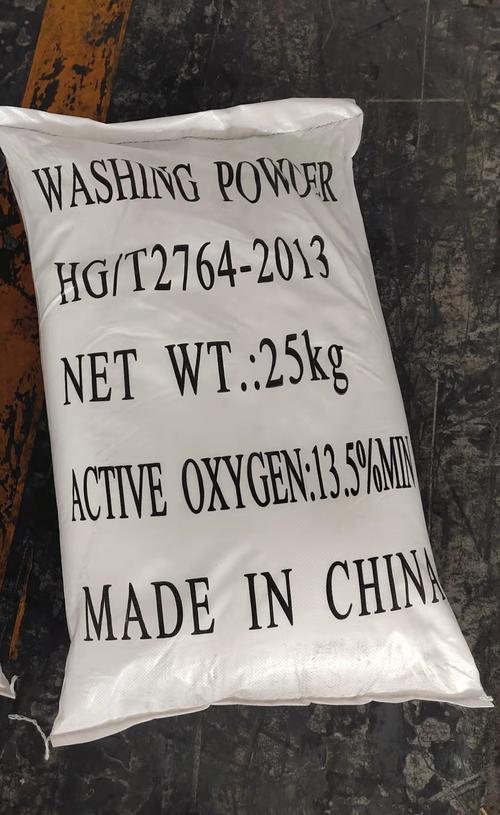 WASHING POWDER
HG/T2764-2013
NET WT.:25kg
ACTIVE OXYGEN:13.5%MIN
MADE IN CHINA